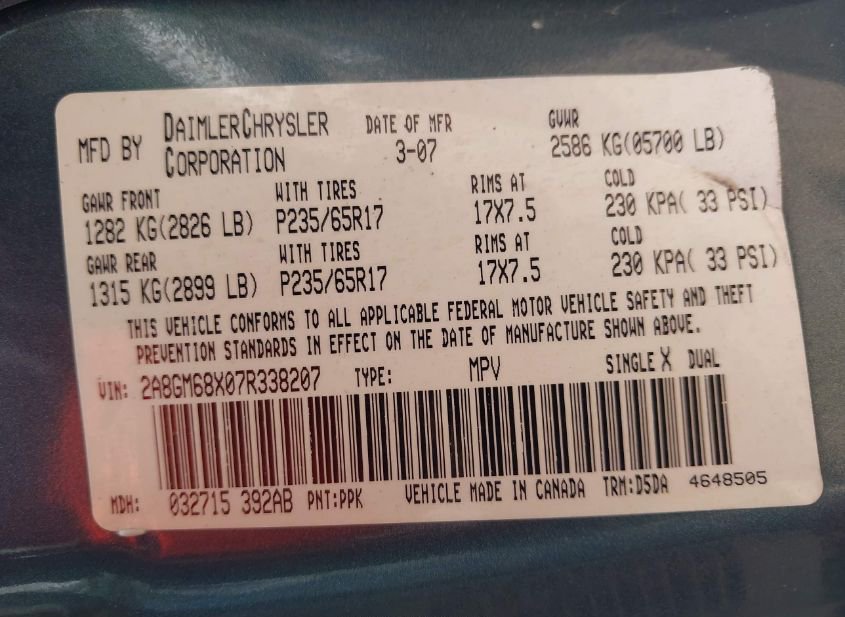 MFD BY DAIMLERCHRYSLER CORPORATION DATE OF MFR 3-07 GVWR 2586 KG(05700 LB)
GAWR FRONT WITH TIRES RIMS AT COLD
1282 KG(2826 LB) P235/65R17 17X7.5 230 KPA( 33 PSI)
GAWR REAR WITH TIRES RIMS AT COLD
1315 KG(2899 LB) P235/65R17 17X7.5 230 KPA( 33 PSI)
THIS VEHICLE CONFORMS TO ALL APPLICABLE FEDERAL MOTOR VEHICLE SAFETY AND THEFT
PREVENTION STANDARDS IN EFFECT ON THE DATE OF MANUFACTURE SHOWN ABOVE.
VIN: 2A8GM68X07R338207 TYPE: MPV SINGLE X DUAL
MDH: 032715 392AB PNT:PPK VEHICLE MADE IN CANADA TRM:D5DA 4648505